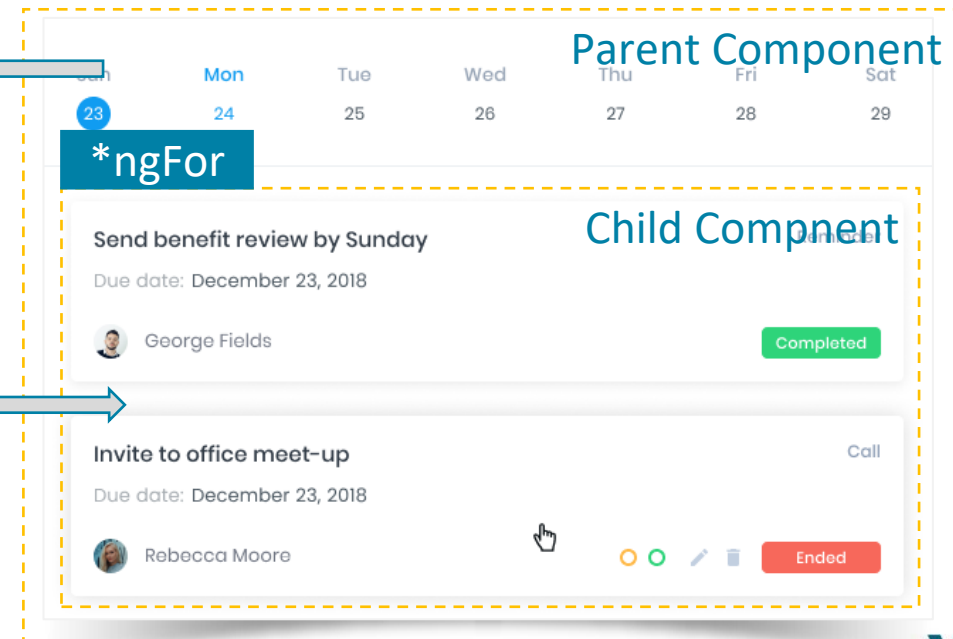 Parent Component
Sun Mon Tue Wed Thu Fri Sat
23 24 25 26 27 28 29
*ngFor
Child Compnent
Send benefit review by Sunday Reminder
Due date: December 23, 2018
George Fields Completed
Invite to office meet-up Call
Due date: December 23, 2018
Rebecca Moore Ended